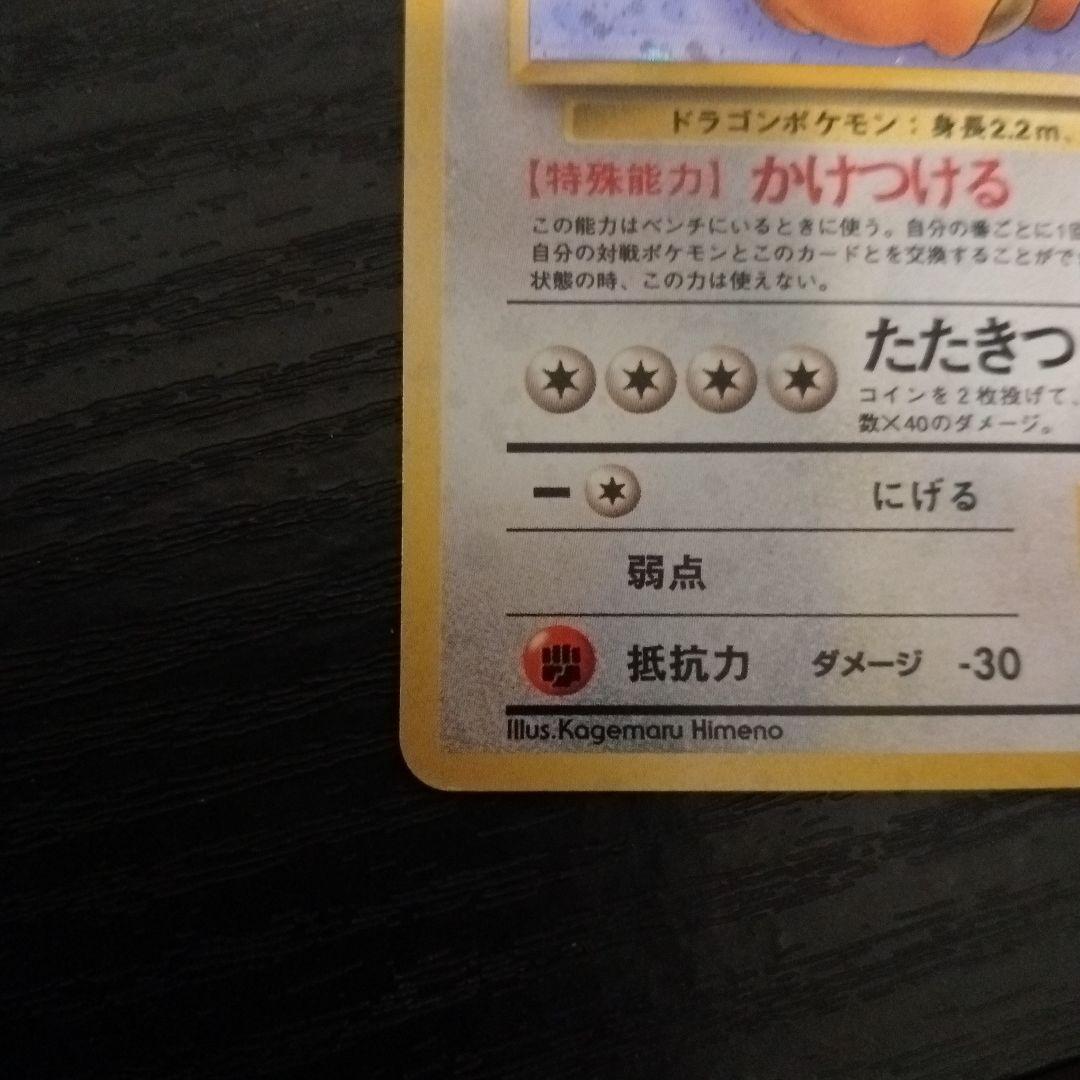 ドラゴンポケモン：身長2.2m、
【特殊能力】 かけつける
この能力はベンチにいるときに使う。自分の番ごとに1回
自分の対戦ポケモンとこのカードとを交換することができ
状態の時、この力は使えない。
たたきつ
コインを2枚投げて、
数×40のダメージ。
− にげる
弱点
抵抗力 ダメージ -30
Illus.Kagemaru Himeno